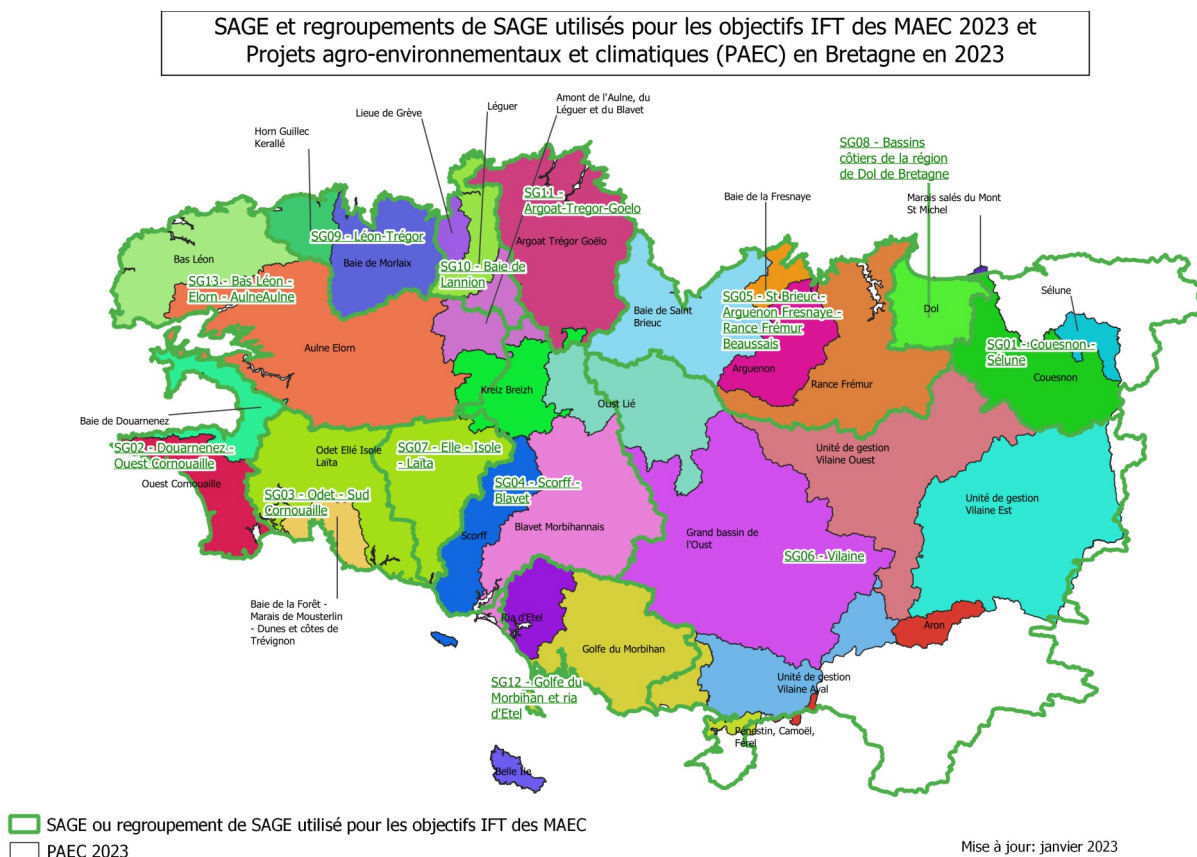 SAGE et regroupements de SAGE utilisés pour les objectifs IFT des MAEC 2023 et
Projets agro-environnementaux et climatiques (PAEC) en Bretagne en 2023
Lieue de Grève
Léguer
Amont de l'Aulne, du
Léguer et du Blavet
Horn Guillec
Kerallé
SG08 - Bassins
côtiers de la région
de Dol de Bretagne
Baie de la Fresnaye
Marais salés du Mont
St Michel
SG11 -
Argoat-Tregor-Goëlo
Argoat Trégor Goëlo
SG09 - Léon-Trégor
Baie de Morlaix
Bas Léon
SG10 - Baie de
Lannion
SG13 - Bas Léon -
Elorn - AulneAulne
Baie de Saint
Brieuc
SG05 - St Brieuc -
Arguenon Fresnaye -
Rance Frémur
Beaussais
Dol
Sélune
SG01 - Couesnon -
Sélune
Couesnon
Aulne Elorn
Arguenon
Rance Frémur
Kreiz Breizh
Oust Lié
Baie de Douarnenez
SG02 - Douarnenez -
Ouest Cornouaille
Ouest Cornouaille
Odet Ellé Isole
Laïta
SG07 - Elle - Isole
- Laïta
Unité de gestion
Vilaine Ouest
SG03 - Odet - Sud
Cornouaille
SG04 - Scorff -
Blavet
Blavet Morbihannais
Scorff
Unité de gestion
Vilaine Est
Grand bassin de
l'Oust
SG06 - Vilaine
Baie de la Forêt -
Marais de Mousterlin
- Dunes et côtes de
Trévignon
Ria d'Etel
Aron
Golfe du Morbihan
SG12 - Golfe du
Morbihan et ria
d'Etel
Unité de gestion
Vilaine Aval
Pénestin, Camoël,
Férel
Belle Ile
SAGE ou regroupement de SAGE utilisé pour les objectifs IFT des MAEC
PAEC 2023
Mise à jour: janvier 2023